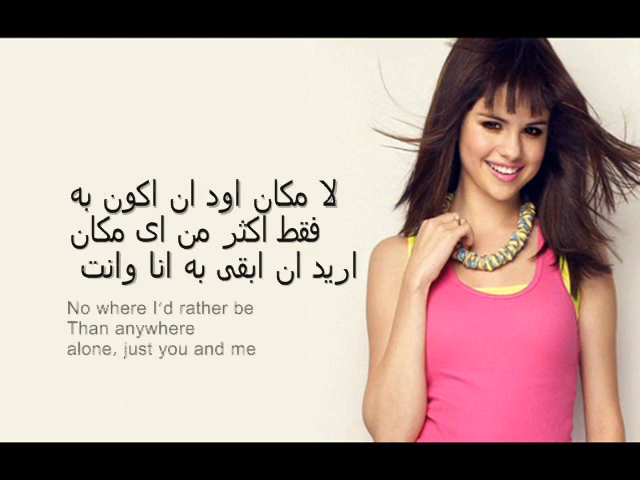 لا مكان اود ان اكون به
فقط اكثر من اى مكان
اريد ان ابقى به انا وانت
No where I'd rather be
Than anywhere
alone, just you and me